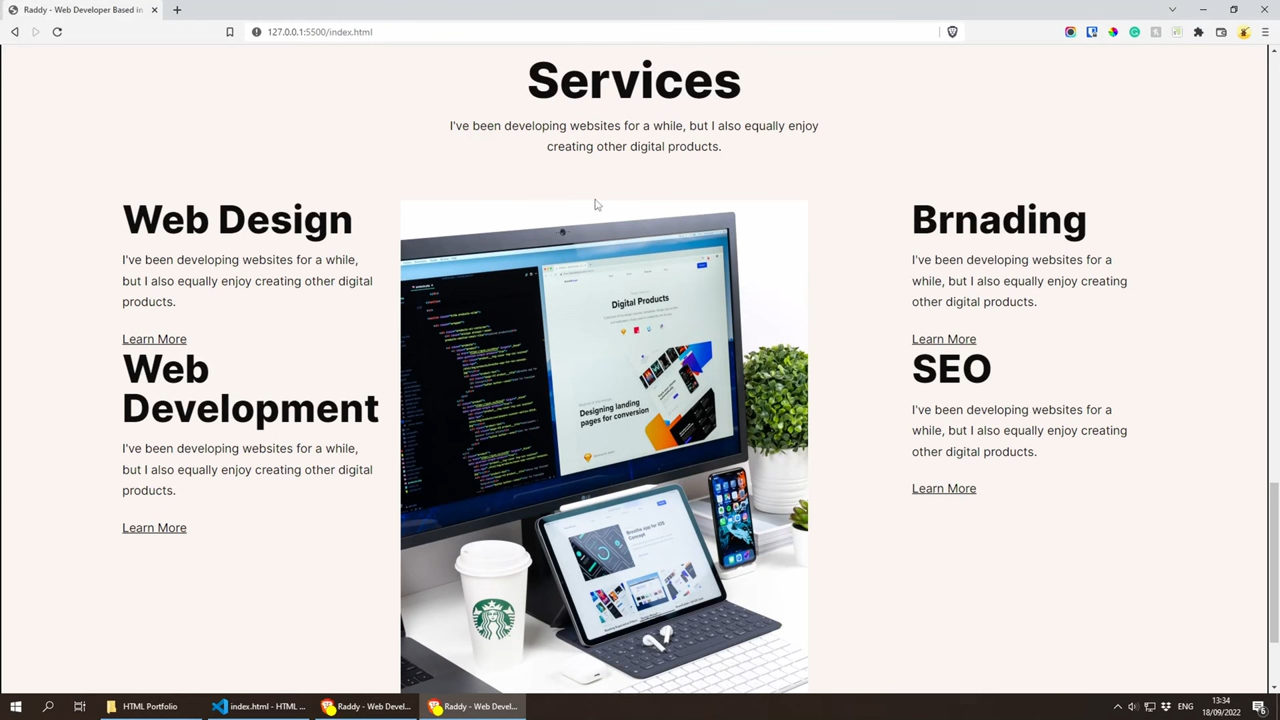 Raddy - Web Developer Based in
127.0.0.1:5500/index.html
Services
I've been developing websites for a while, but I also equally enjoy
creating other digital products.
Web Design
I've been developing websites for a while,
but I also equally enjoy creating other digital
products.
Learn More
Web
Development
I've been developing websites for a while,
but I also equally enjoy creating other digital
products.
Learn More
Digital Products
Designing landing
pages for conversion
Breathe app for iOS
Concept
Brnading
I've been developing websites for a
while, but I also equally enjoy creating
other digital products.
Learn More
SEO
I've been developing websites for a
while, but I also equally enjoy creating
other digital products.
Learn More
HTML Portfolio
index.html - HTML ...
Raddy - Web Devel...
Raddy - Web Devel...
ENG
13:34
18/09/2022
6